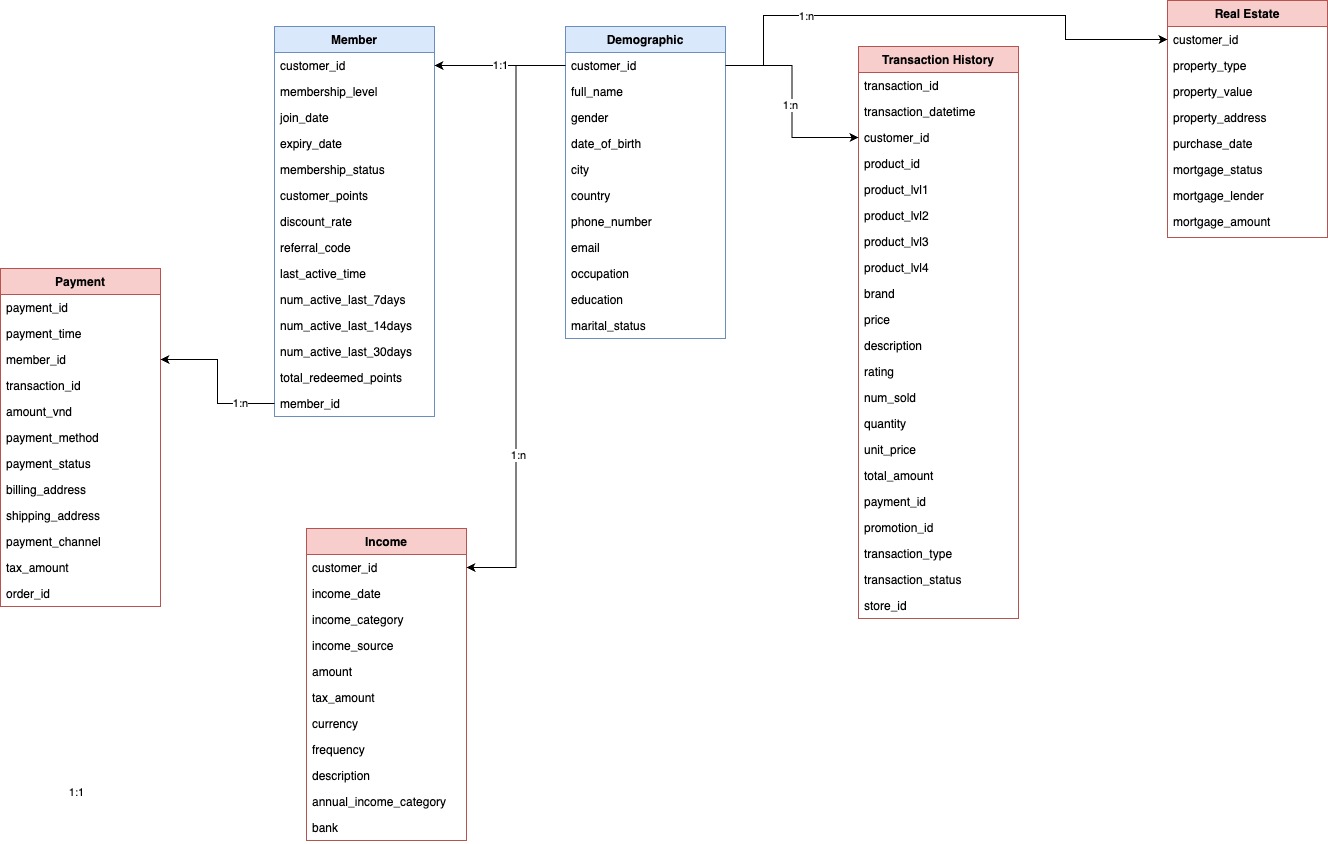 Member
customer_id
membership_level
join_date
expiry_date
membership_status
customer_points
discount_rate
referral_code
last_active_time
num_active_last_7days
num_active_last_14days
num_active_last_30days
total_redeemed_points
member_id
1:1
Demographic
customer_id
full_name
gender
date_of_birth
city
country
phone_number
email
occupation
education
marital_status
1:n
1:n
Transaction History
transaction_id
transaction_datetime
customer_id
product_id
product_lvl1
product_lvl2
product_lvl3
product_lvl4
brand
price
description
rating
num_sold
quantity
unit_price
total_amount
payment_id
promotion_id
transaction_type
transaction_status
store_id
Real Estate
customer_id
property_type
property_value
property_address
purchase_date
mortgage_status
mortgage_lender
mortgage_amount
Payment
payment_id
payment_time
member_id
transaction_id
amount_vnd
payment_method
payment_status
billing_address
shipping_address
payment_channel
tax_amount
order_id
1:n
1:n
Income
customer_id
income_date
income_category
income_source
amount
tax_amount
currency
frequency
description
annual_income_category
bank
1:1